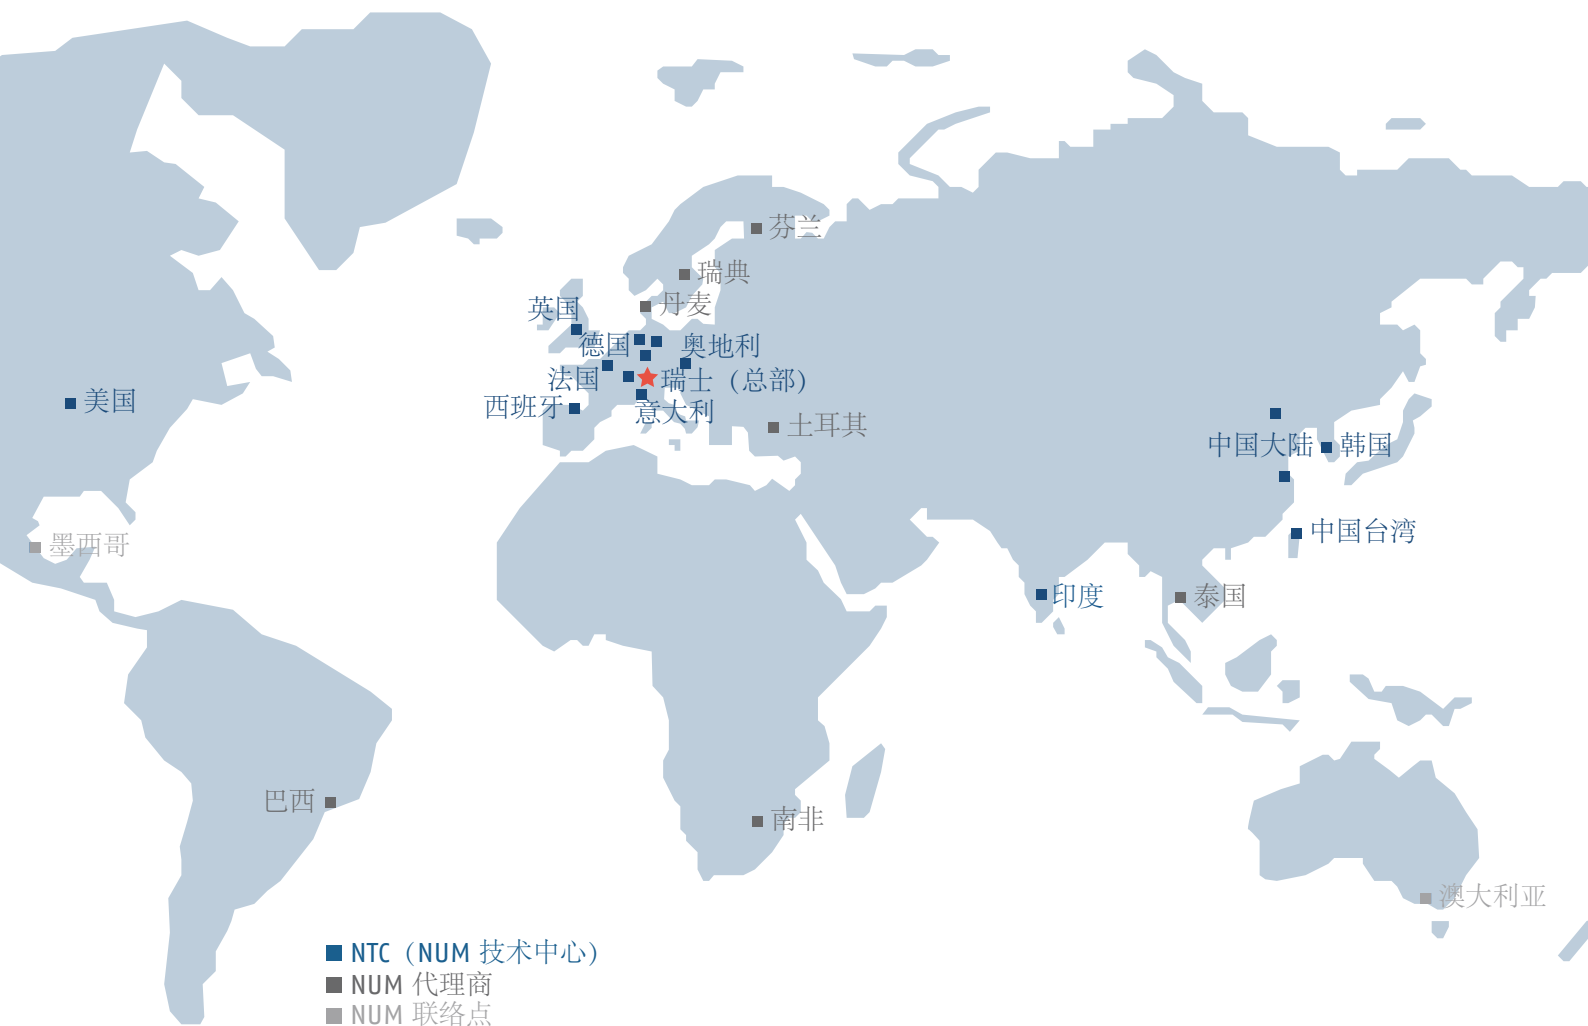 芬兰
瑞典
丹麦
英国
德国
奥地利
法国
瑞士（总部）
美国
西班牙
意大利
土耳其
中国大陆
韩国
中国台湾
墨西哥
印度
泰国
巴西
南非
澳大利亚
NTC（NUM 技术中心）
NUM 代理商
NUM 联络点